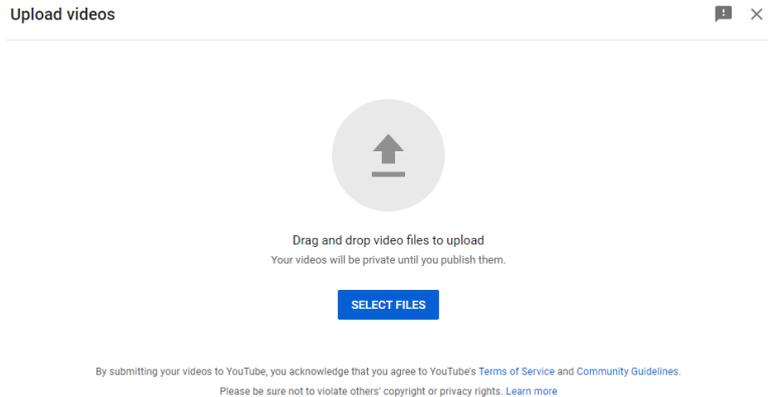 Upload videos
Drag and drop video files to upload
Your videos will be private until you publish them.
SELECT FILES
By submitting your videos to YouTube, you acknowledge that you agree to YouTube's Terms of Service and Community Guidelines.
Please be sure not to violate others' copyright or privacy rights. Learn more